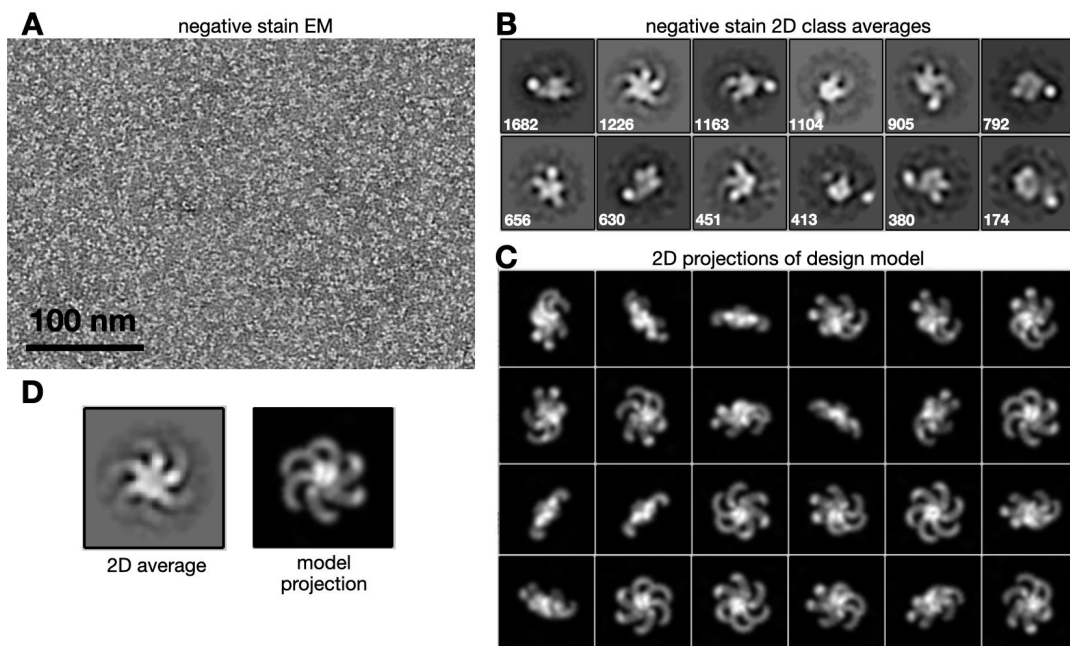 A
negative stain EM
100 nm
B
negative stain 2D class averages
1682 1226 1163 1104 905 792
656 630 451 413 380 174
C
2D projections of design model
D
2D average
model
projection